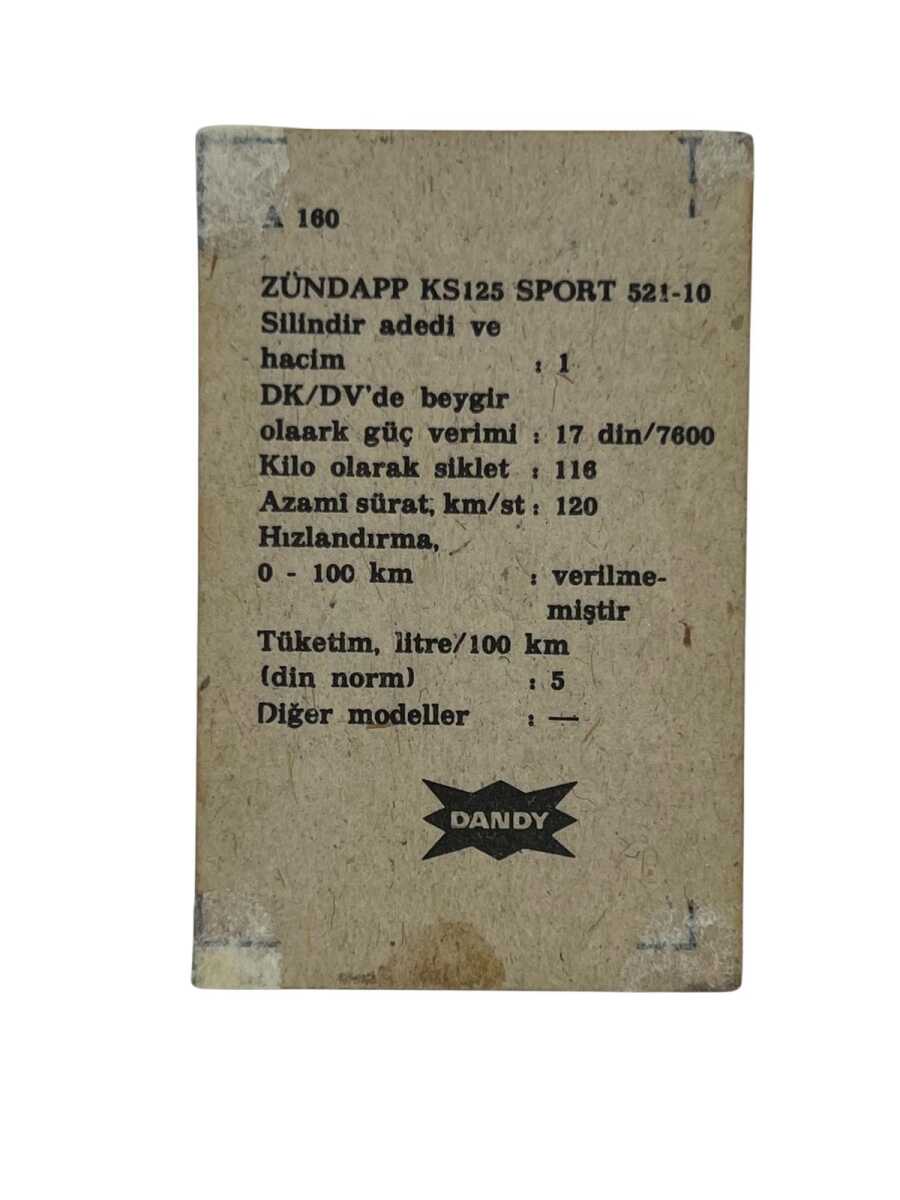 A 160
ZÜNDAPP KS125 SPORT 521-10
Silindir adedi ve
hacim : 1
DK/DV'de beygir
olaark güç verimi : 17 din/7600
Kilo olarak siklet : 116
Azamî sürat, km/st : 120
Hızlandırma,
0 - 100 km : verilme-
miştir
Tüketim, litre/100 km
(din norm) : 5
Diğer modeller : —
DANDY